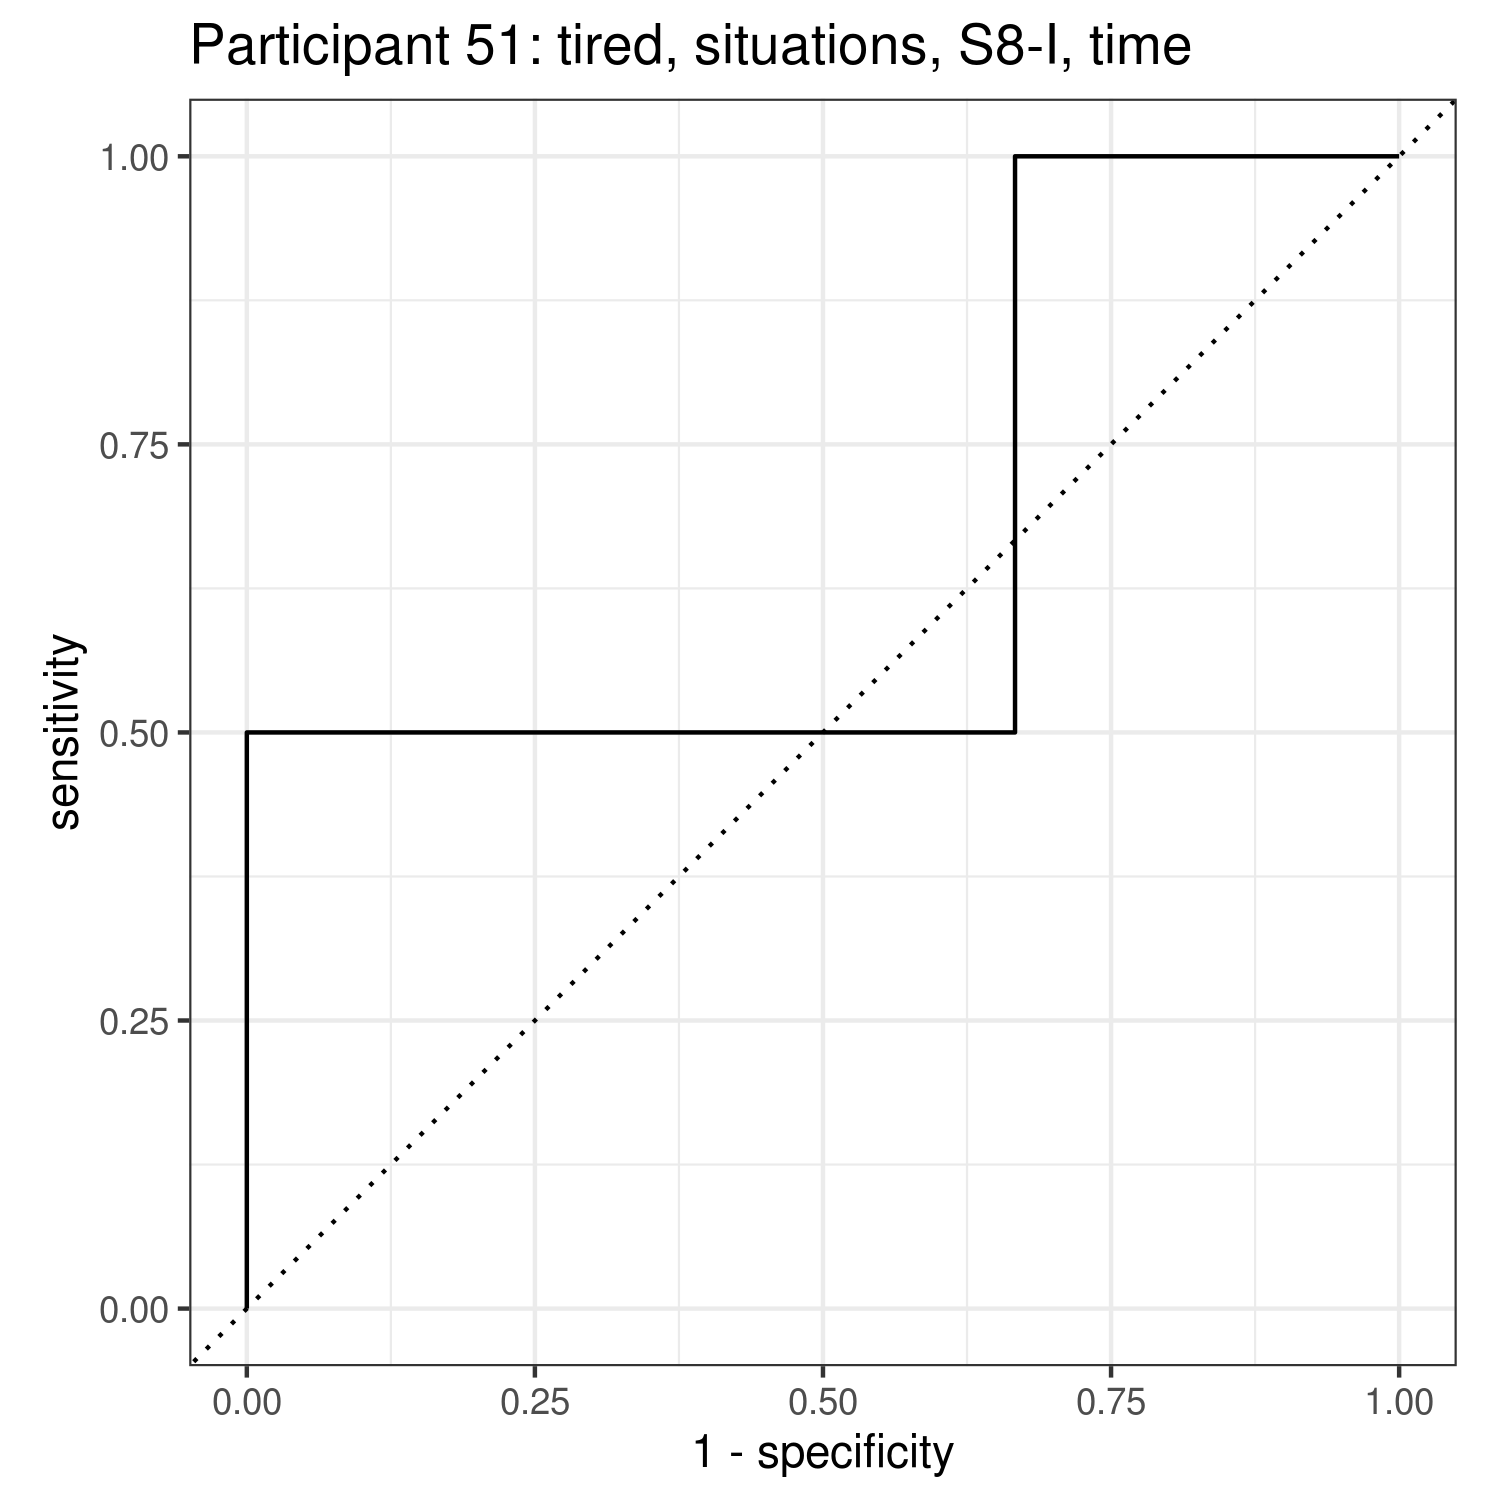 Participant 51: tired, situations, S8-I, time
1.00
0.75
0.50
0.25
0.00
sensitivity
0.00 0.25 0.50 0.75 1.00
1 - specificity